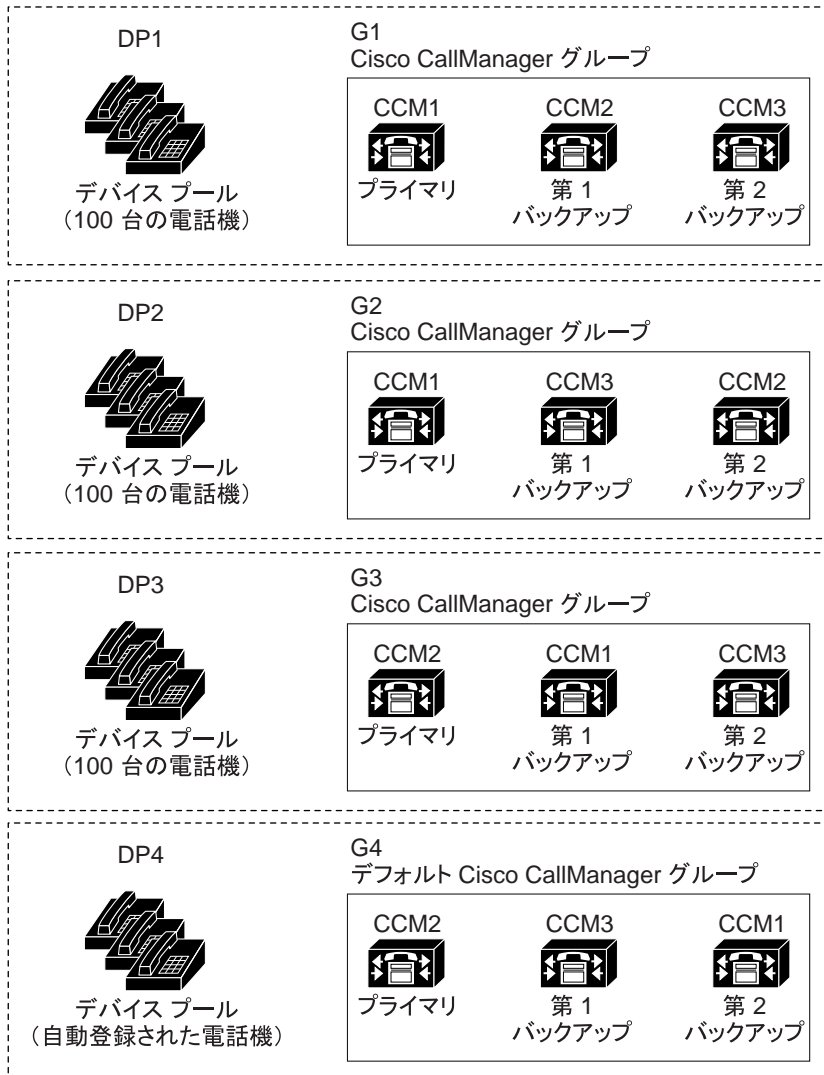 DP1
G1
Cisco CallManager グループ
CCM1
CCM2
CCM3
プライマリ
第 1
バックアップ
第 2
バックアップ
デバイス プール
（100 台の電話機）
DP2
G2
Cisco CallManager グループ
CCM1
CCM3
CCM2
プライマリ
第 1
バックアップ
第 2
バックアップ
デバイス プール
（100 台の電話機）
DP3
G3
Cisco CallManager グループ
CCM2
CCM1
CCM3
プライマリ
第 1
バックアップ
第 2
バックアップ
デバイス プール
（100 台の電話機）
DP4
G4
デフォルト Cisco CallManager グループ
CCM2
CCM3
CCM1
プライマリ
第 1
バックアップ
第 2
バックアップ
デバイス プール
（自動登録された電話機）